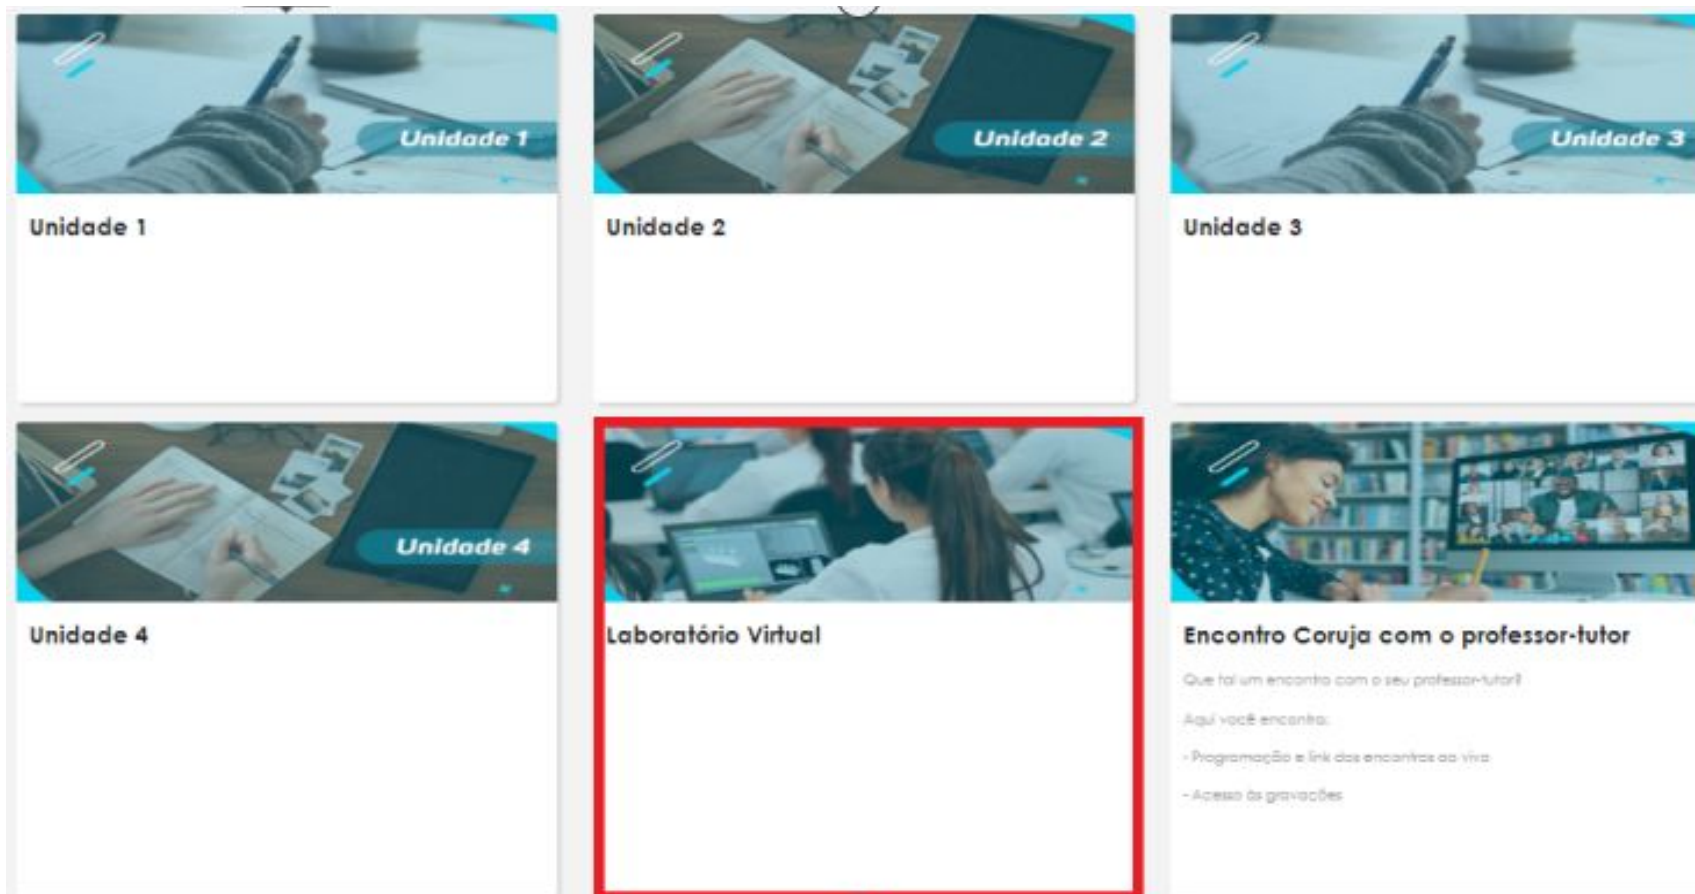 Unidade 1
Unidade 2
Unidade 3
Unidade 1
Unidade 2
Unidade 3
Unidade 4
Unidade 4
Laboratório Virtual
Encontro Coruja com o professor-tutor
Que tal um encontro com o seu professor-tutor?
Aqui você encontra:
- Programação e link dos encontros ao vivo
- Acesso às gravações